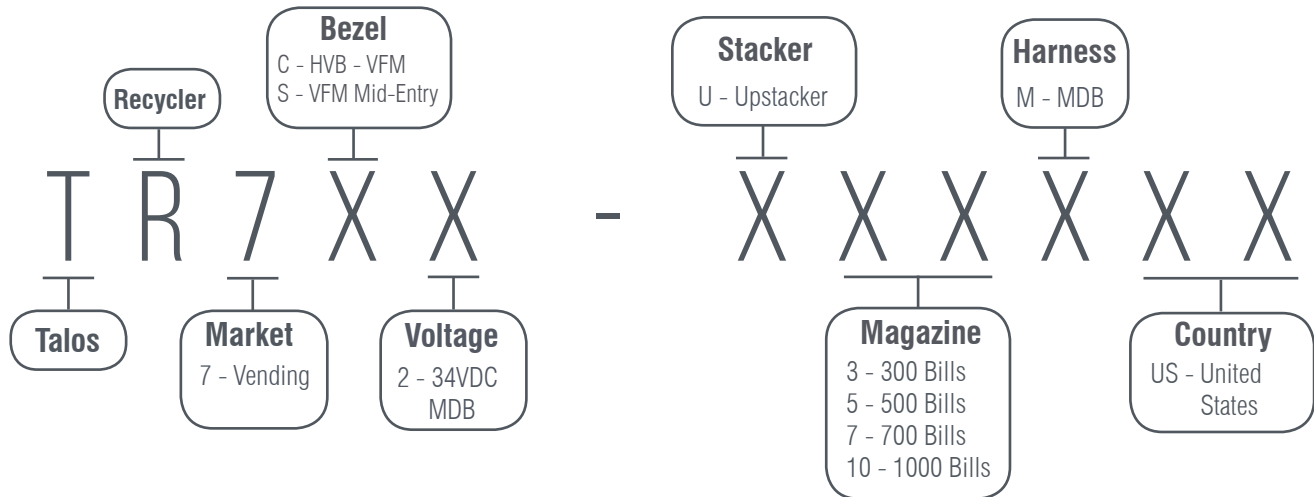 Bezel
C - HVB - VFM
S - VFM Mid-Entry
Recycler
Stacker
U - Upstacker
Harness
M - MDB
T R 7 X X - X X X X X X
Talos
Market
7 - Vending
Voltage
2 - 34VDC
MDB
Magazine
3 - 300 Bills
5 - 500 Bills
7 - 700 Bills
10 - 1000 Bills
Country
US - United
States